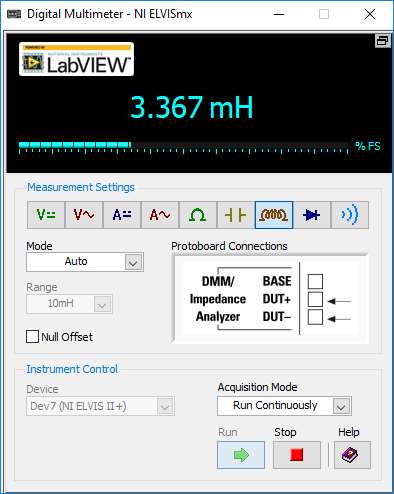 Digital Multimeter - NI ELVISmx
POWERED BY
NATIONAL INSTRUMENTS
LabVIEW™
3.367 mH
% FS
Measurement Settings
V V A A Ω
Mode
Auto
Range
10mH
Null Offset
Protoboard Connections
DMM/ BASE
Impedance DUT+
Analyzer DUT–
Instrument Control
Device
Dev7 (NI ELVIS II+)
Acquisition Mode
Run Continuously
Run Stop Help